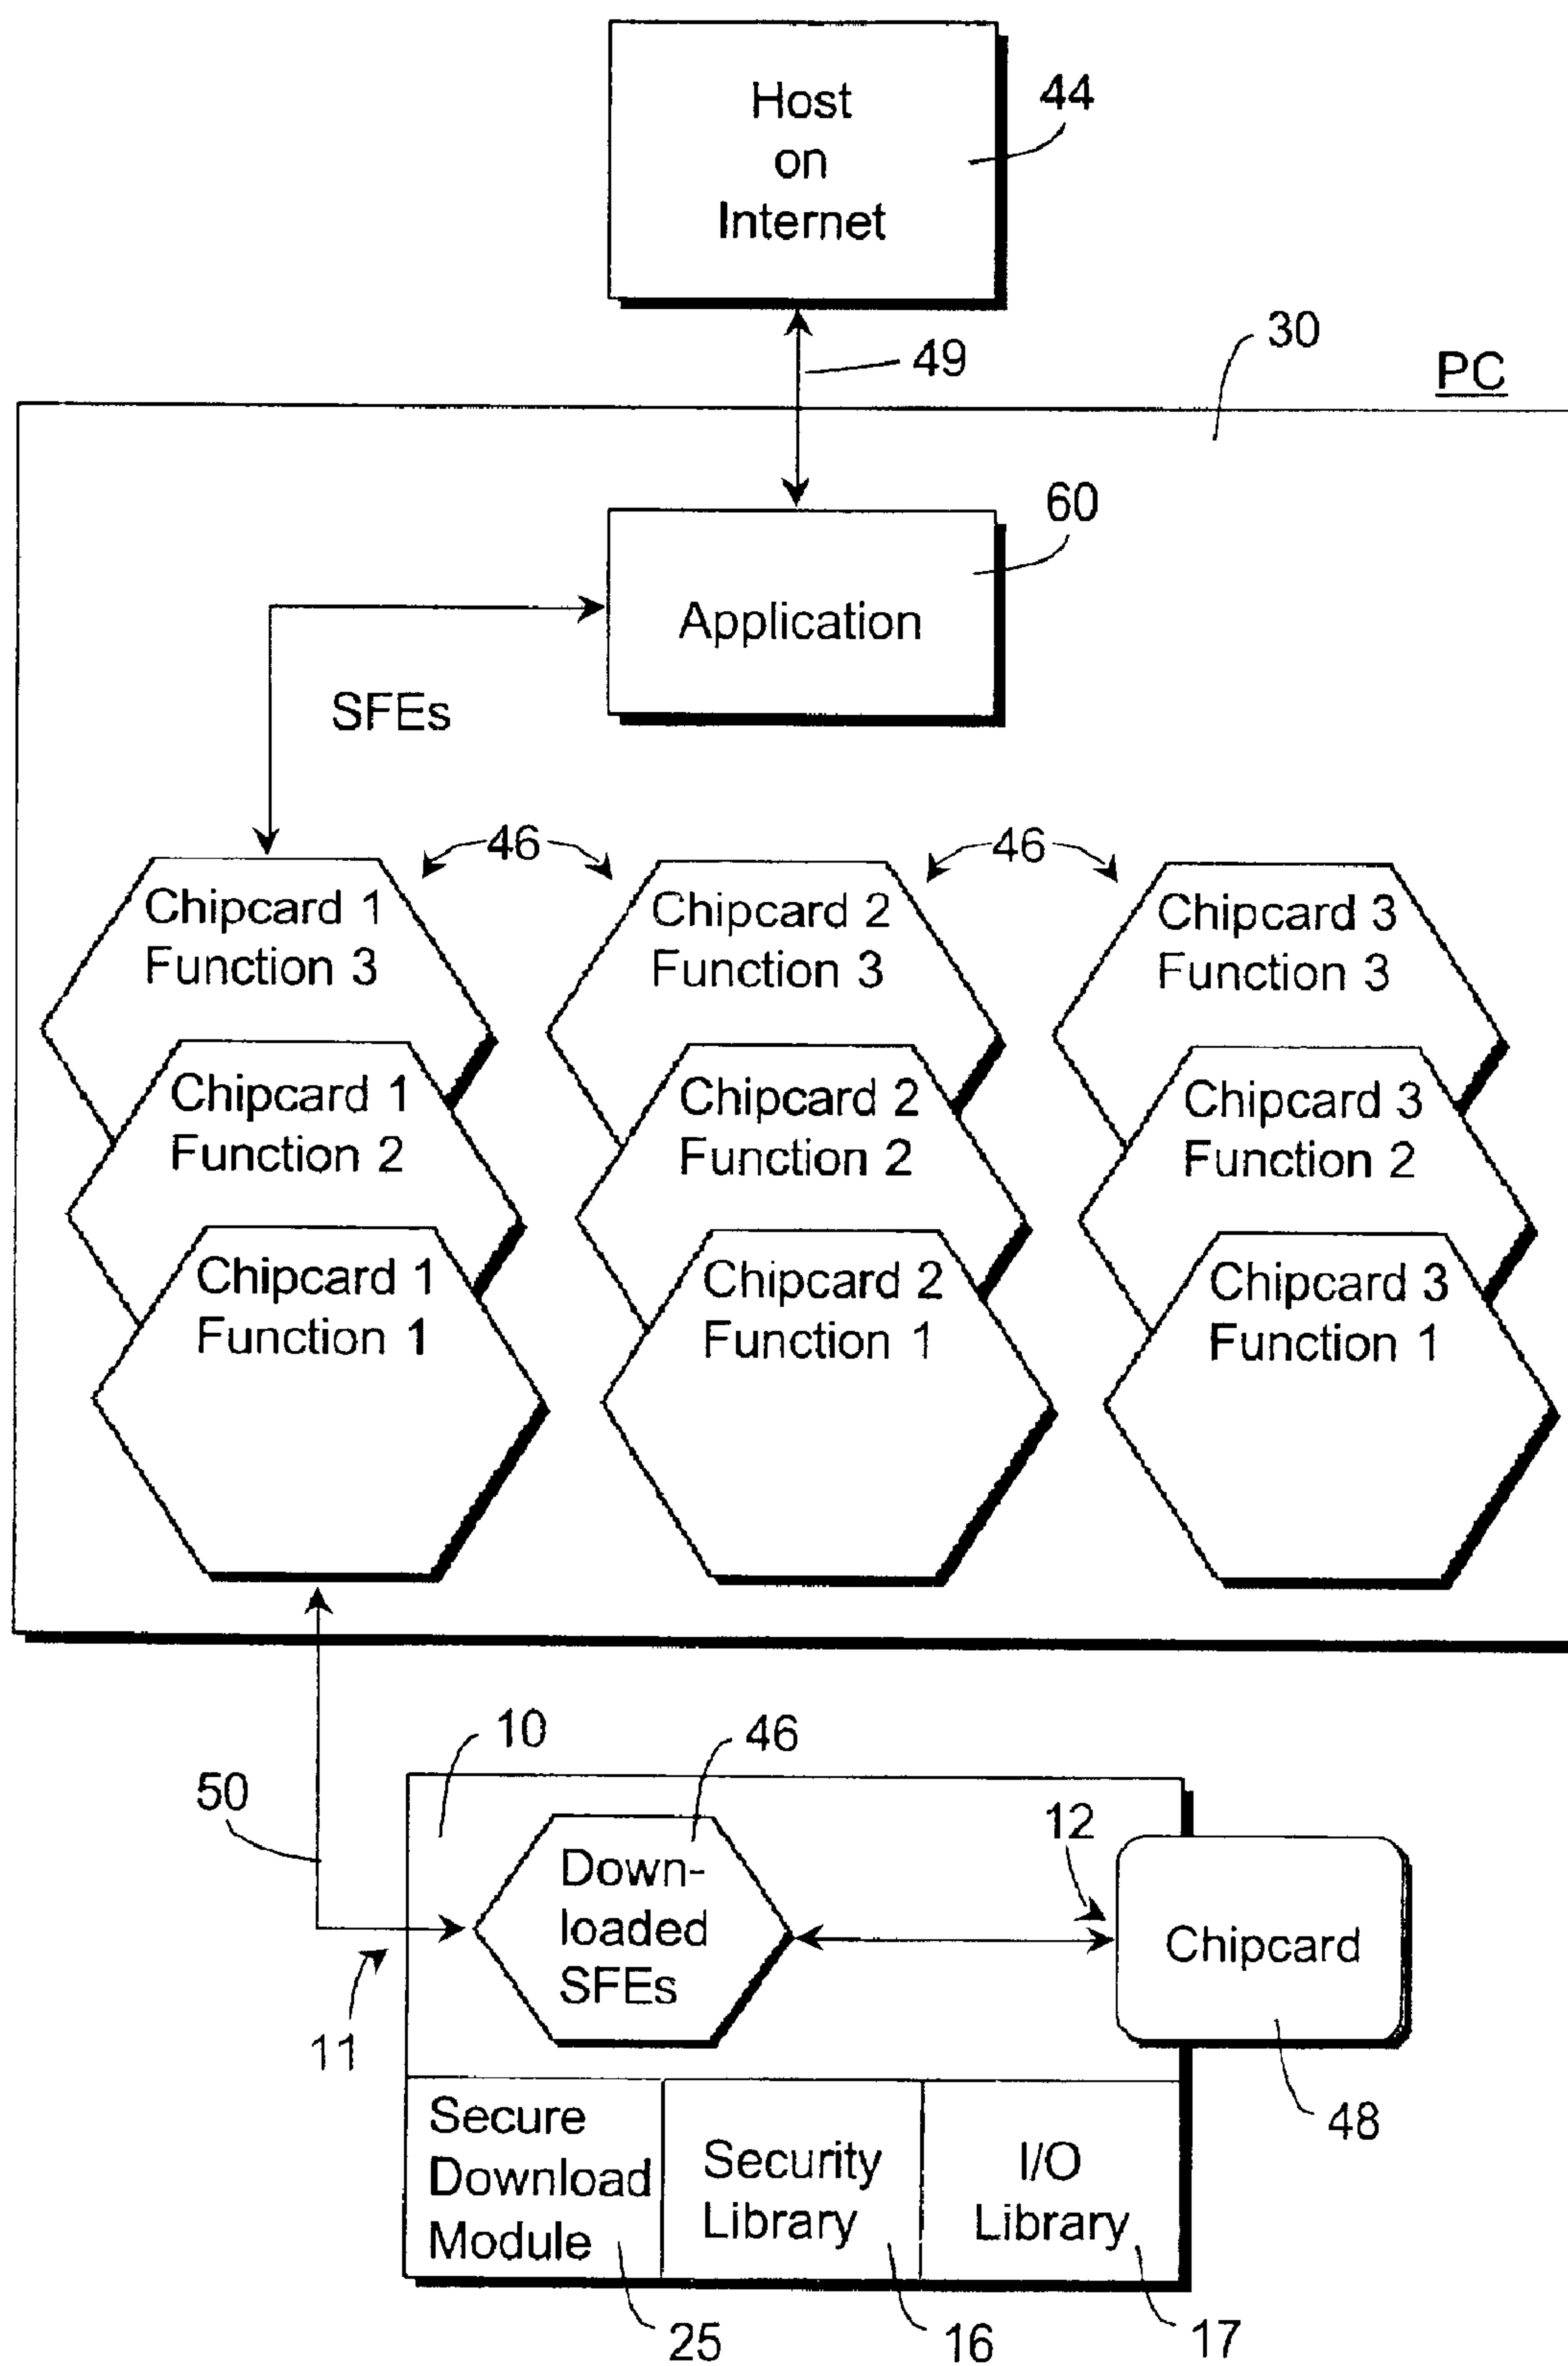 Host
on
Internet
44
49
30
PC
60
Application
SFEs
46
46
Chipcard 1
Function 3
Chipcard 2
Function 3
Chipcard 3
Function 3
Chipcard 1
Function 2
Chipcard 2
Function 2
Chipcard 3
Function 2
Chipcard 1
Function 1
Chipcard 2
Function 1
Chipcard 3
Function 1
10
46
50
12
Down-
loaded
SFEs
Chipcard
11
48
Secure
Download
Module
Security
Library
I/O
Library
25
16
17